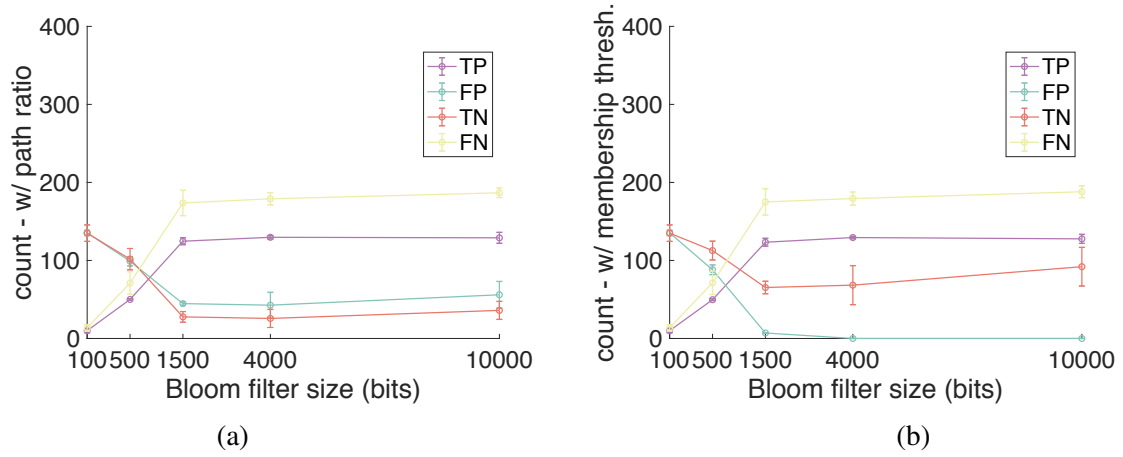 count - w/ path ratio
400
300
200
100
0
TP
FP
TN
FN
100 500 1500 4000 10000
Bloom filter size (bits)
(a)
count - w/ membership thresh.
400
300
200
100
0
TP
FP
TN
FN
100 500 1500 4000 10000
Bloom filter size (bits)
(b)